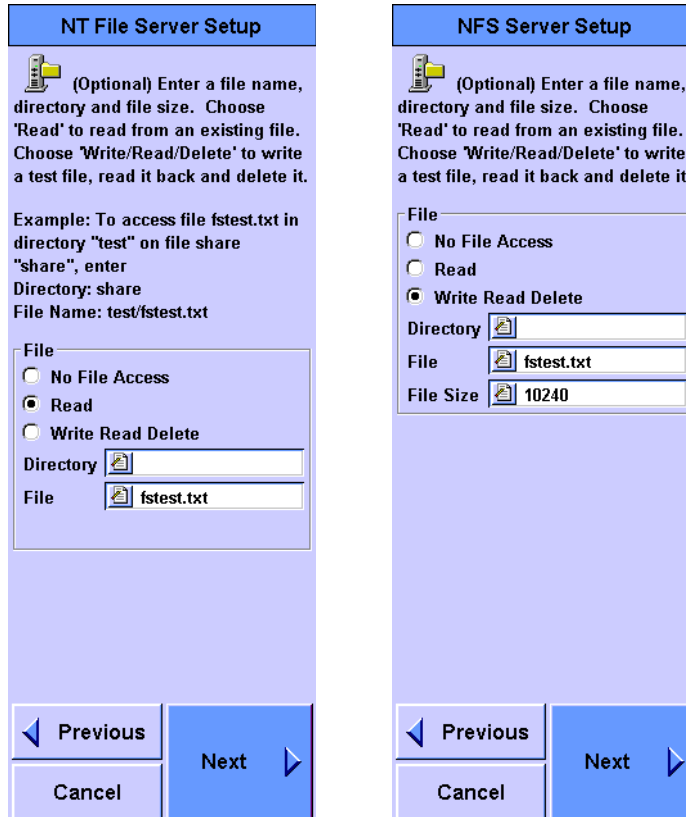 NT File Server Setup
(Optional) Enter a file name,
directory and file size. Choose
'Read' to read from an existing file.
Choose 'Write/Read/Delete' to write
a test file, read it back and delete it.
Example: To access file fstest.txt in
directory "test" on file share
"share", enter
Directory: share
File Name: test/fstest.txt
File
No File Access
Read
Write Read Delete
Directory
File fstest.txt
Previous
Next
Cancel
NFS Server Setup
(Optional) Enter a file name,
directory and file size. Choose
'Read' to read from an existing file.
Choose 'Write/Read/Delete' to write
a test file, read it back and delete it
File
No File Access
Read
Write Read Delete
Directory
File fstest.txt
File Size 10240
Previous
Next
Cancel